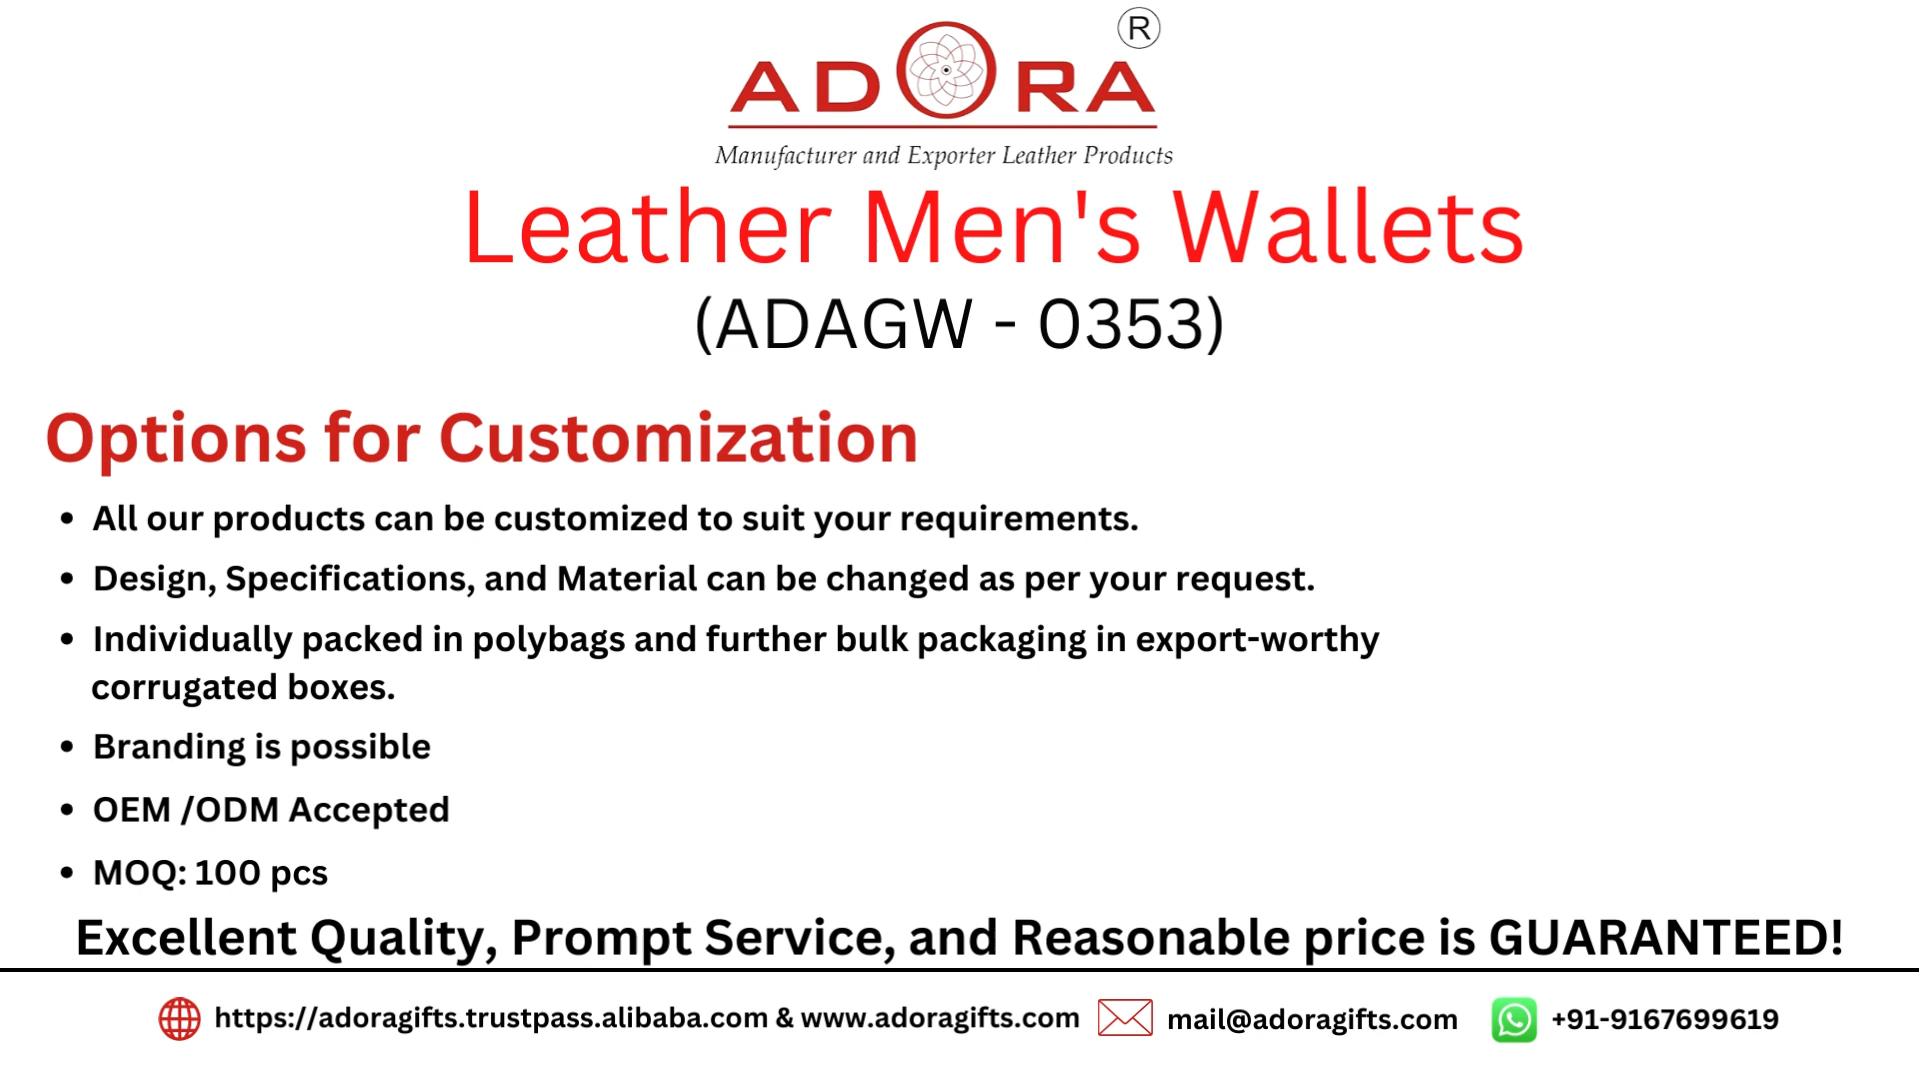 ADORA ®
Manufacturer and Exporter Leather Products
Leather Men's Wallets
(ADAGW - 0353)
Options for Customization
• All our products can be customized to suit your requirements.
• Design, Specifications, and Material can be changed as per your request.
• Individually packed in polybags and further bulk packaging in export-worthy
corrugated boxes.
• Branding is possible
• OEM /ODM Accepted
• MOQ: 100 pcs
Excellent Quality, Prompt Service, and Reasonable price is GUARANTEED!
https://adoragifts.trustpass.alibaba.com & www.adoragifts.com mail@adoragifts.com +91-9167699619